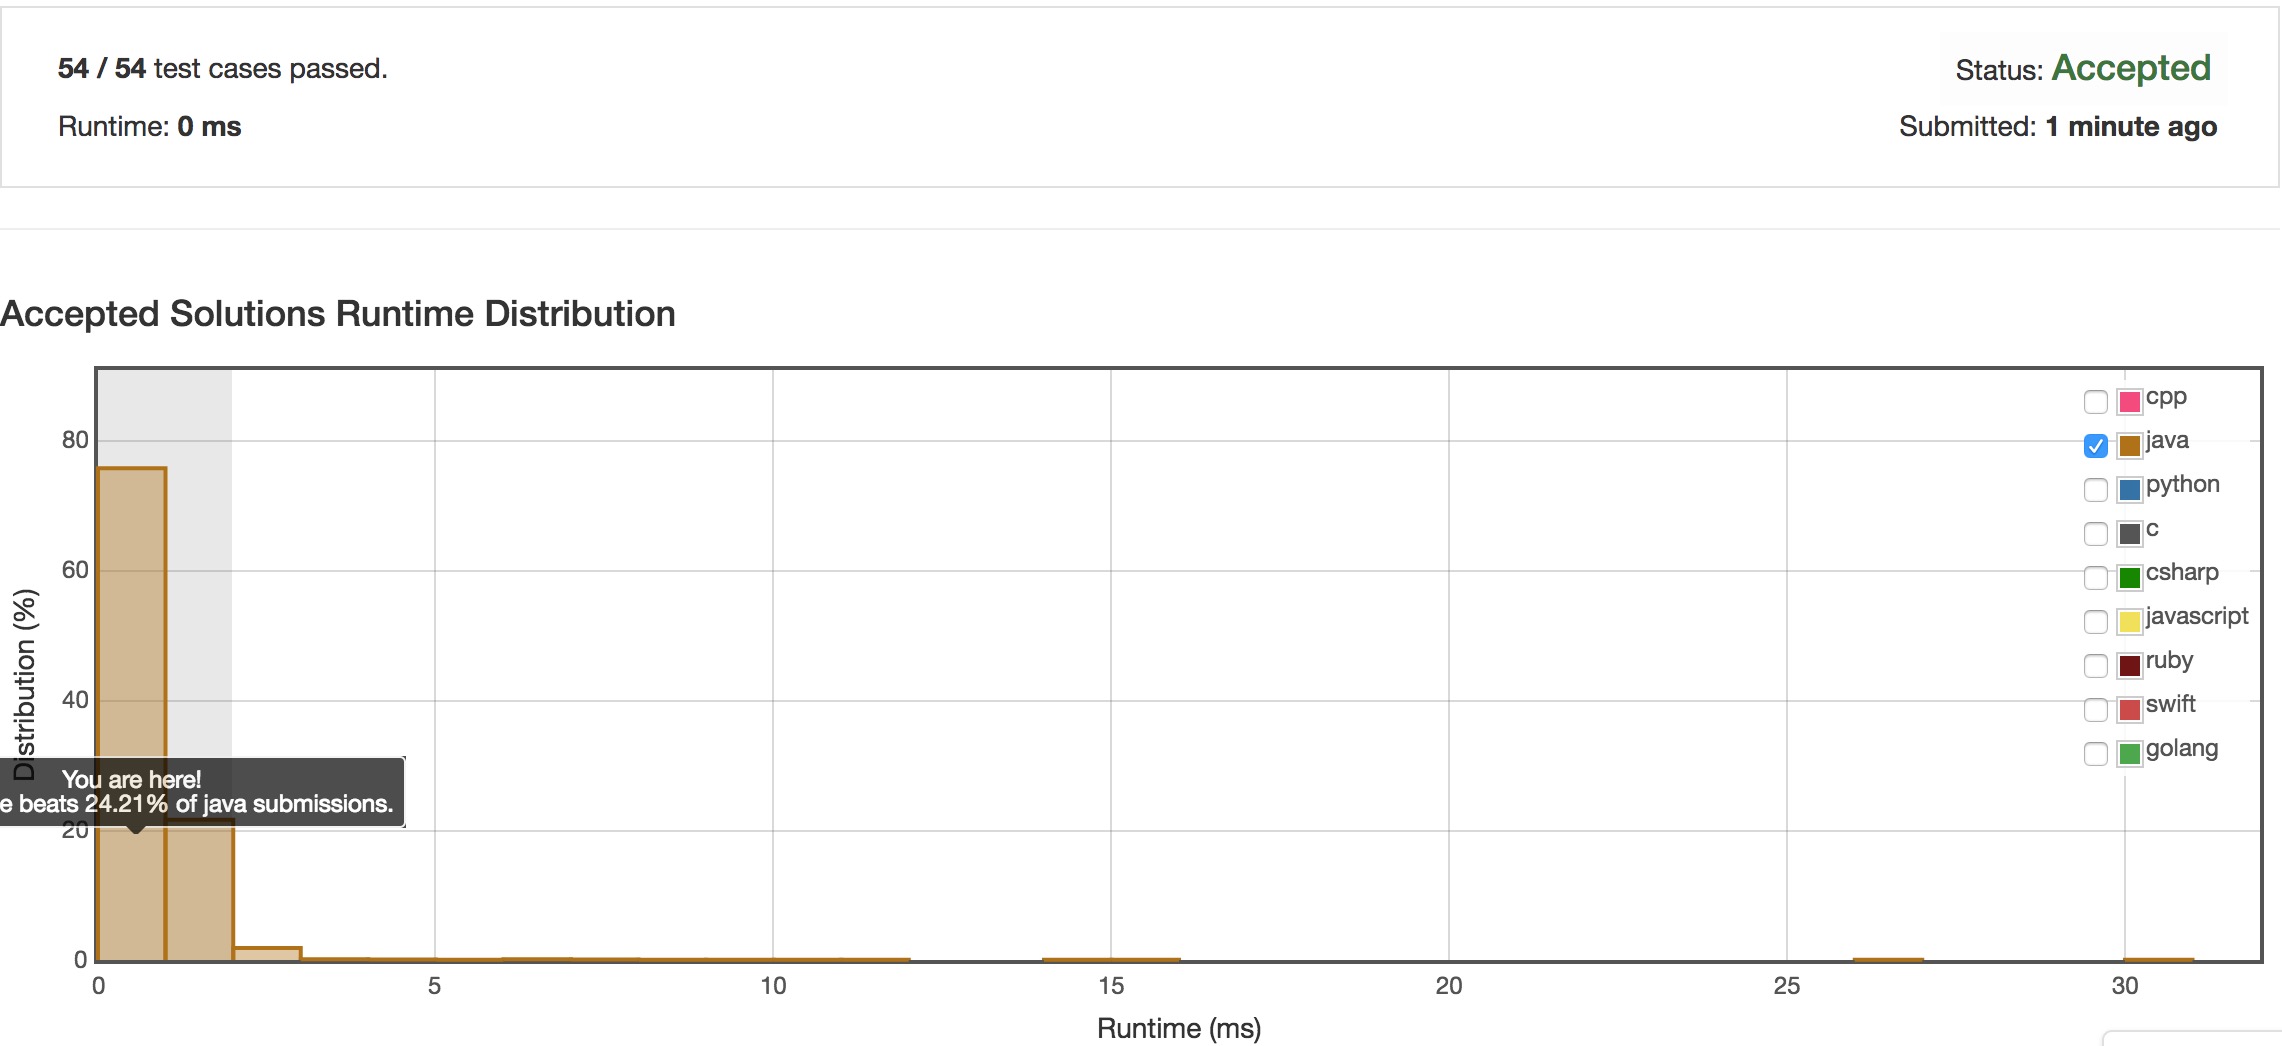 54 / 54 test cases passed.
Status: Accepted
Runtime: 0 ms
Submitted: 1 minute ago
Accepted Solutions Runtime Distribution
cpp
java
python
c
csharp
javascript
ruby
swift
golang
Distribution (%)
80
60
40
20
0
You are here!
e beats 24.21% of java submissions.
0 5 10 15 20 25 30
Runtime (ms)